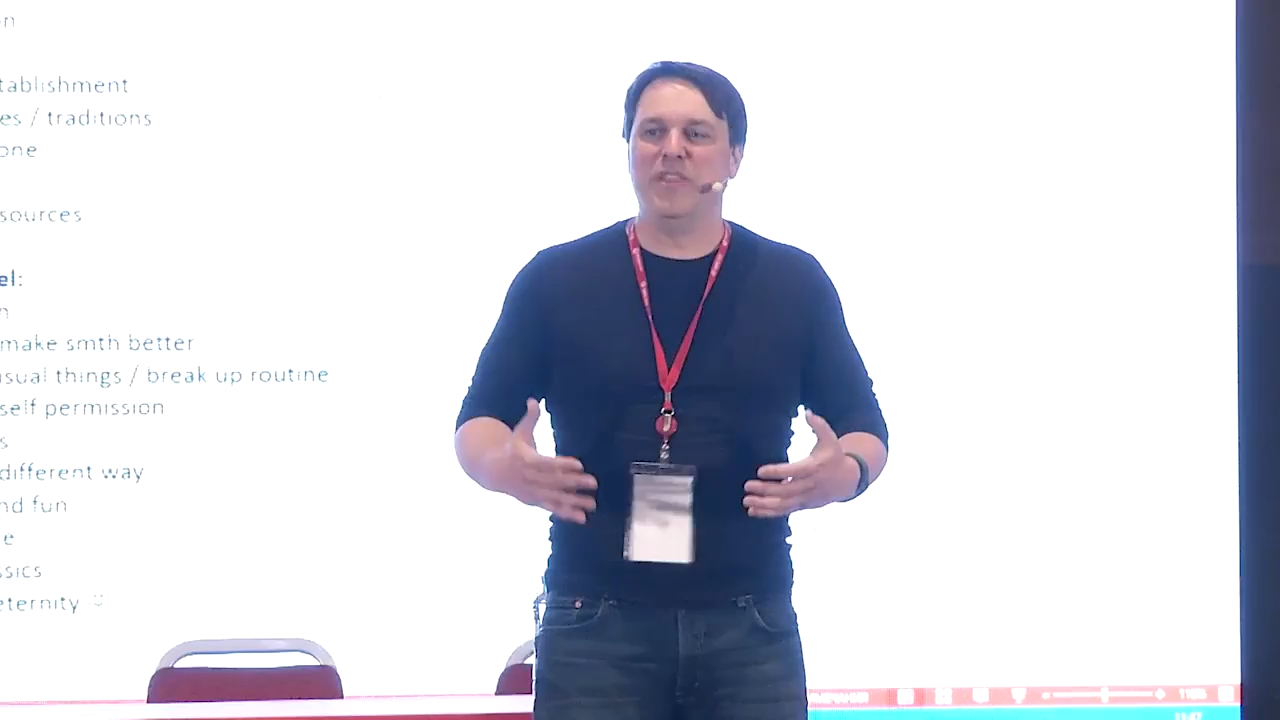 tablishment
es / traditions
one
sources
el:
n
make smth better
sual things / break up routine
self permission
s
different way
nd fun
e
ssics
eternity